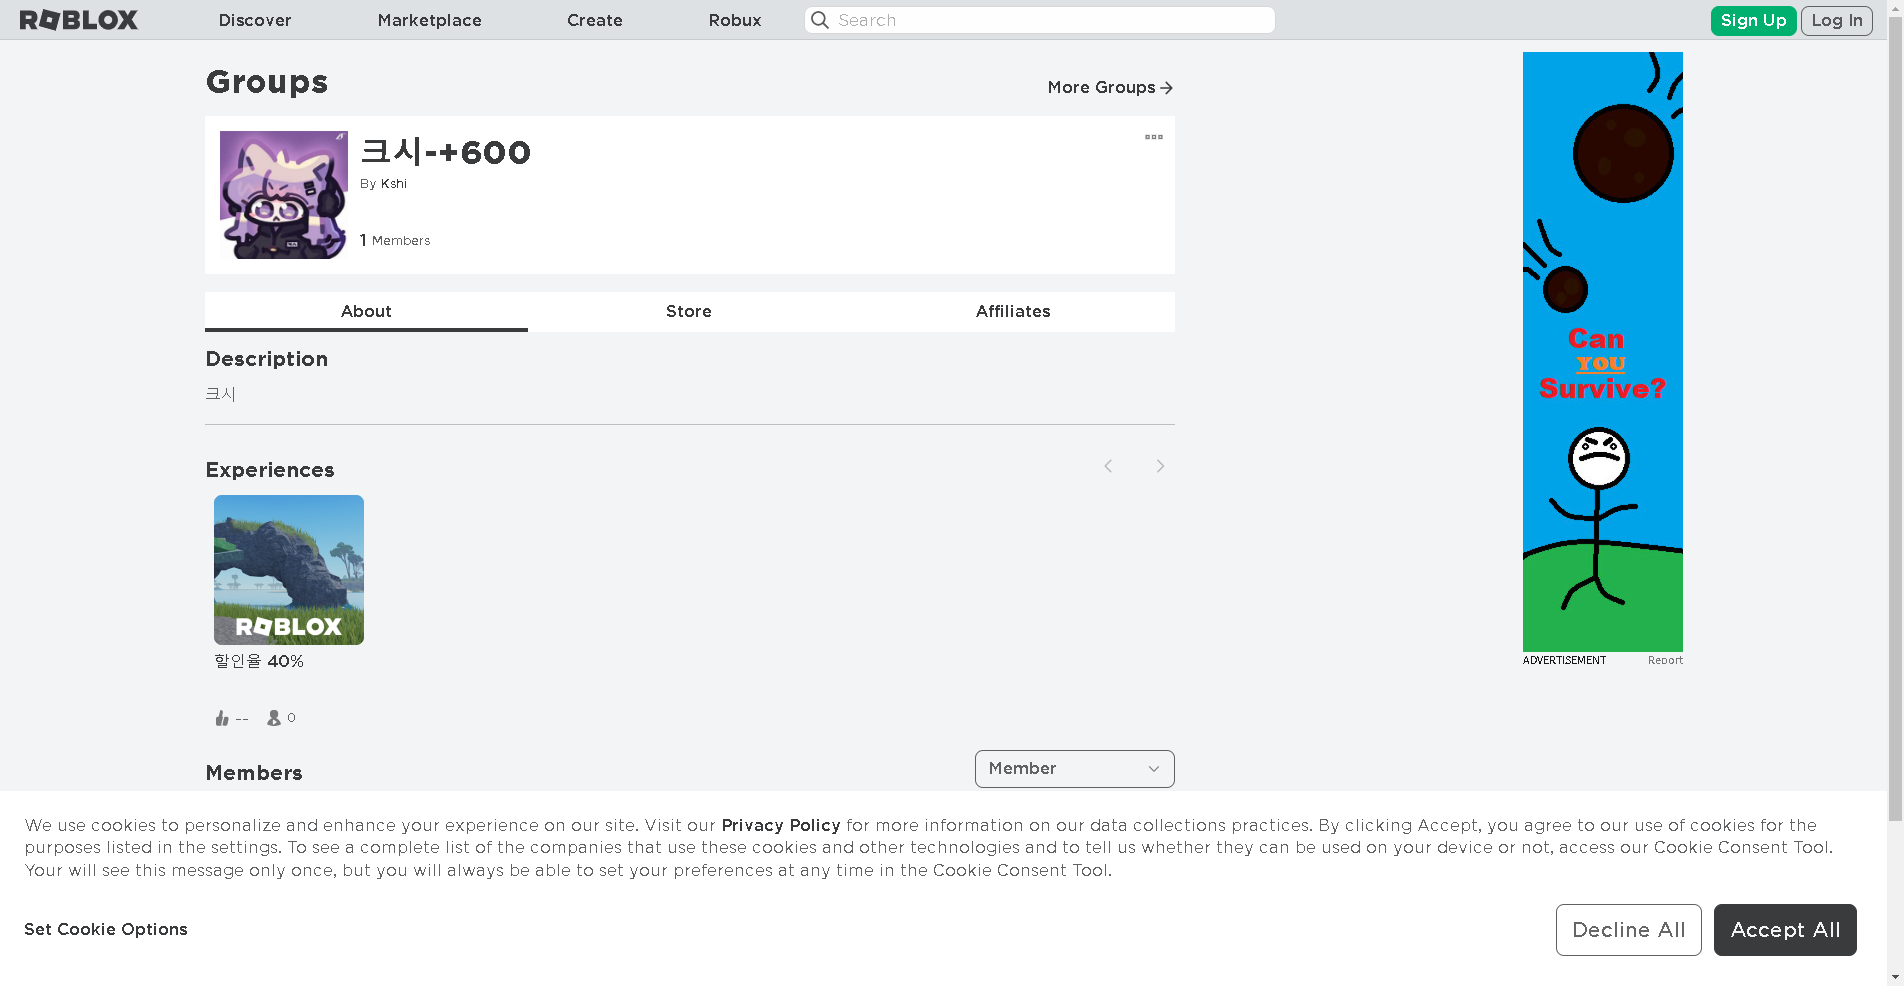 ROBLOX
Discover
Marketplace
Create
Robux
Search
Sign Up
Log In
Groups
More Groups
크시-+600
By Kshi
1 Members
About
Store
Affiliates
Description
크시
Experiences
ROBLOX
할인율 40%
--
0
Members
Member
Can
YOU
Survive?
ADVERTISEMENT
Report
We use cookies to personalize and enhance your experience on our site. Visit our Privacy Policy for more information on our data collections practices. By clicking Accept, you agree to our use of cookies for the
purposes listed in the settings. To see a complete list of the companies that use these cookies and other technologies and to tell us whether they can be used on your device or not, access our Cookie Consent Tool.
Your will see this message only once, but you will always be able to set your preferences at any time in the Cookie Consent Tool.
Set Cookie Options
Decline All
Accept All